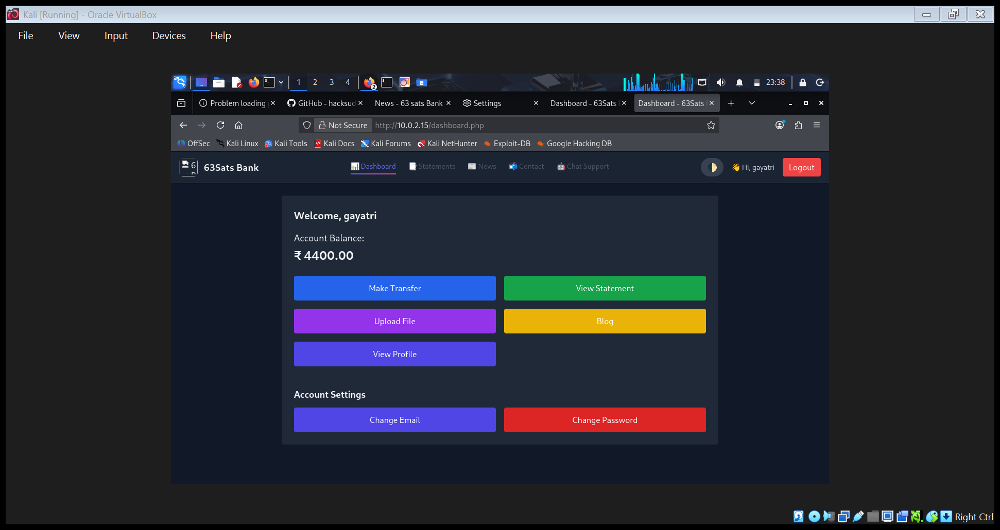 Kali [Running] - Oracle VirtualBox
File View Input Devices Help
1 2 3 4 2 23:38
Problem loading GitHub - hacksud News - 63 sats Bank Settings Dashboard - 63Sats Dashboard - 63Sats
Not Secure http://10.0.2.15/dashboard.php
OffSec Kali Linux Kali Tools Kali Docs Kali Forums Kali NetHunter Exploit-DB Google Hacking DB
6 63Sats Bank Dashboard Statements News Contact Chat Support Hi, gayatri Logout
Welcome, gayatri
Account Balance:
₹ 4400.00
Make Transfer View Statement
Upload File Blog
View Profile
Account Settings
Change Email Change Password
Right Ctrl